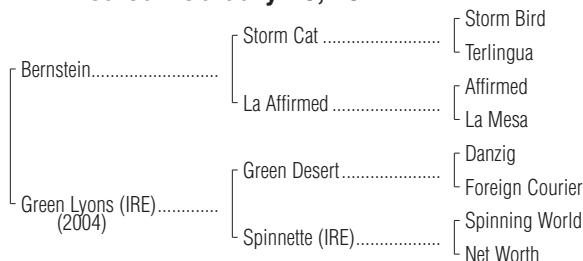 Storm Bird
Storm Cat ........................
Terlingua
Bernstein............................
Affirmed
La Affirmed ......................
La Mesa
Danzig
Green Desert.....................
Foreign Courier
Green Lyons (IRE).............
(2004)
Spinning World
Spinnette (IRE)..................
Net Worth